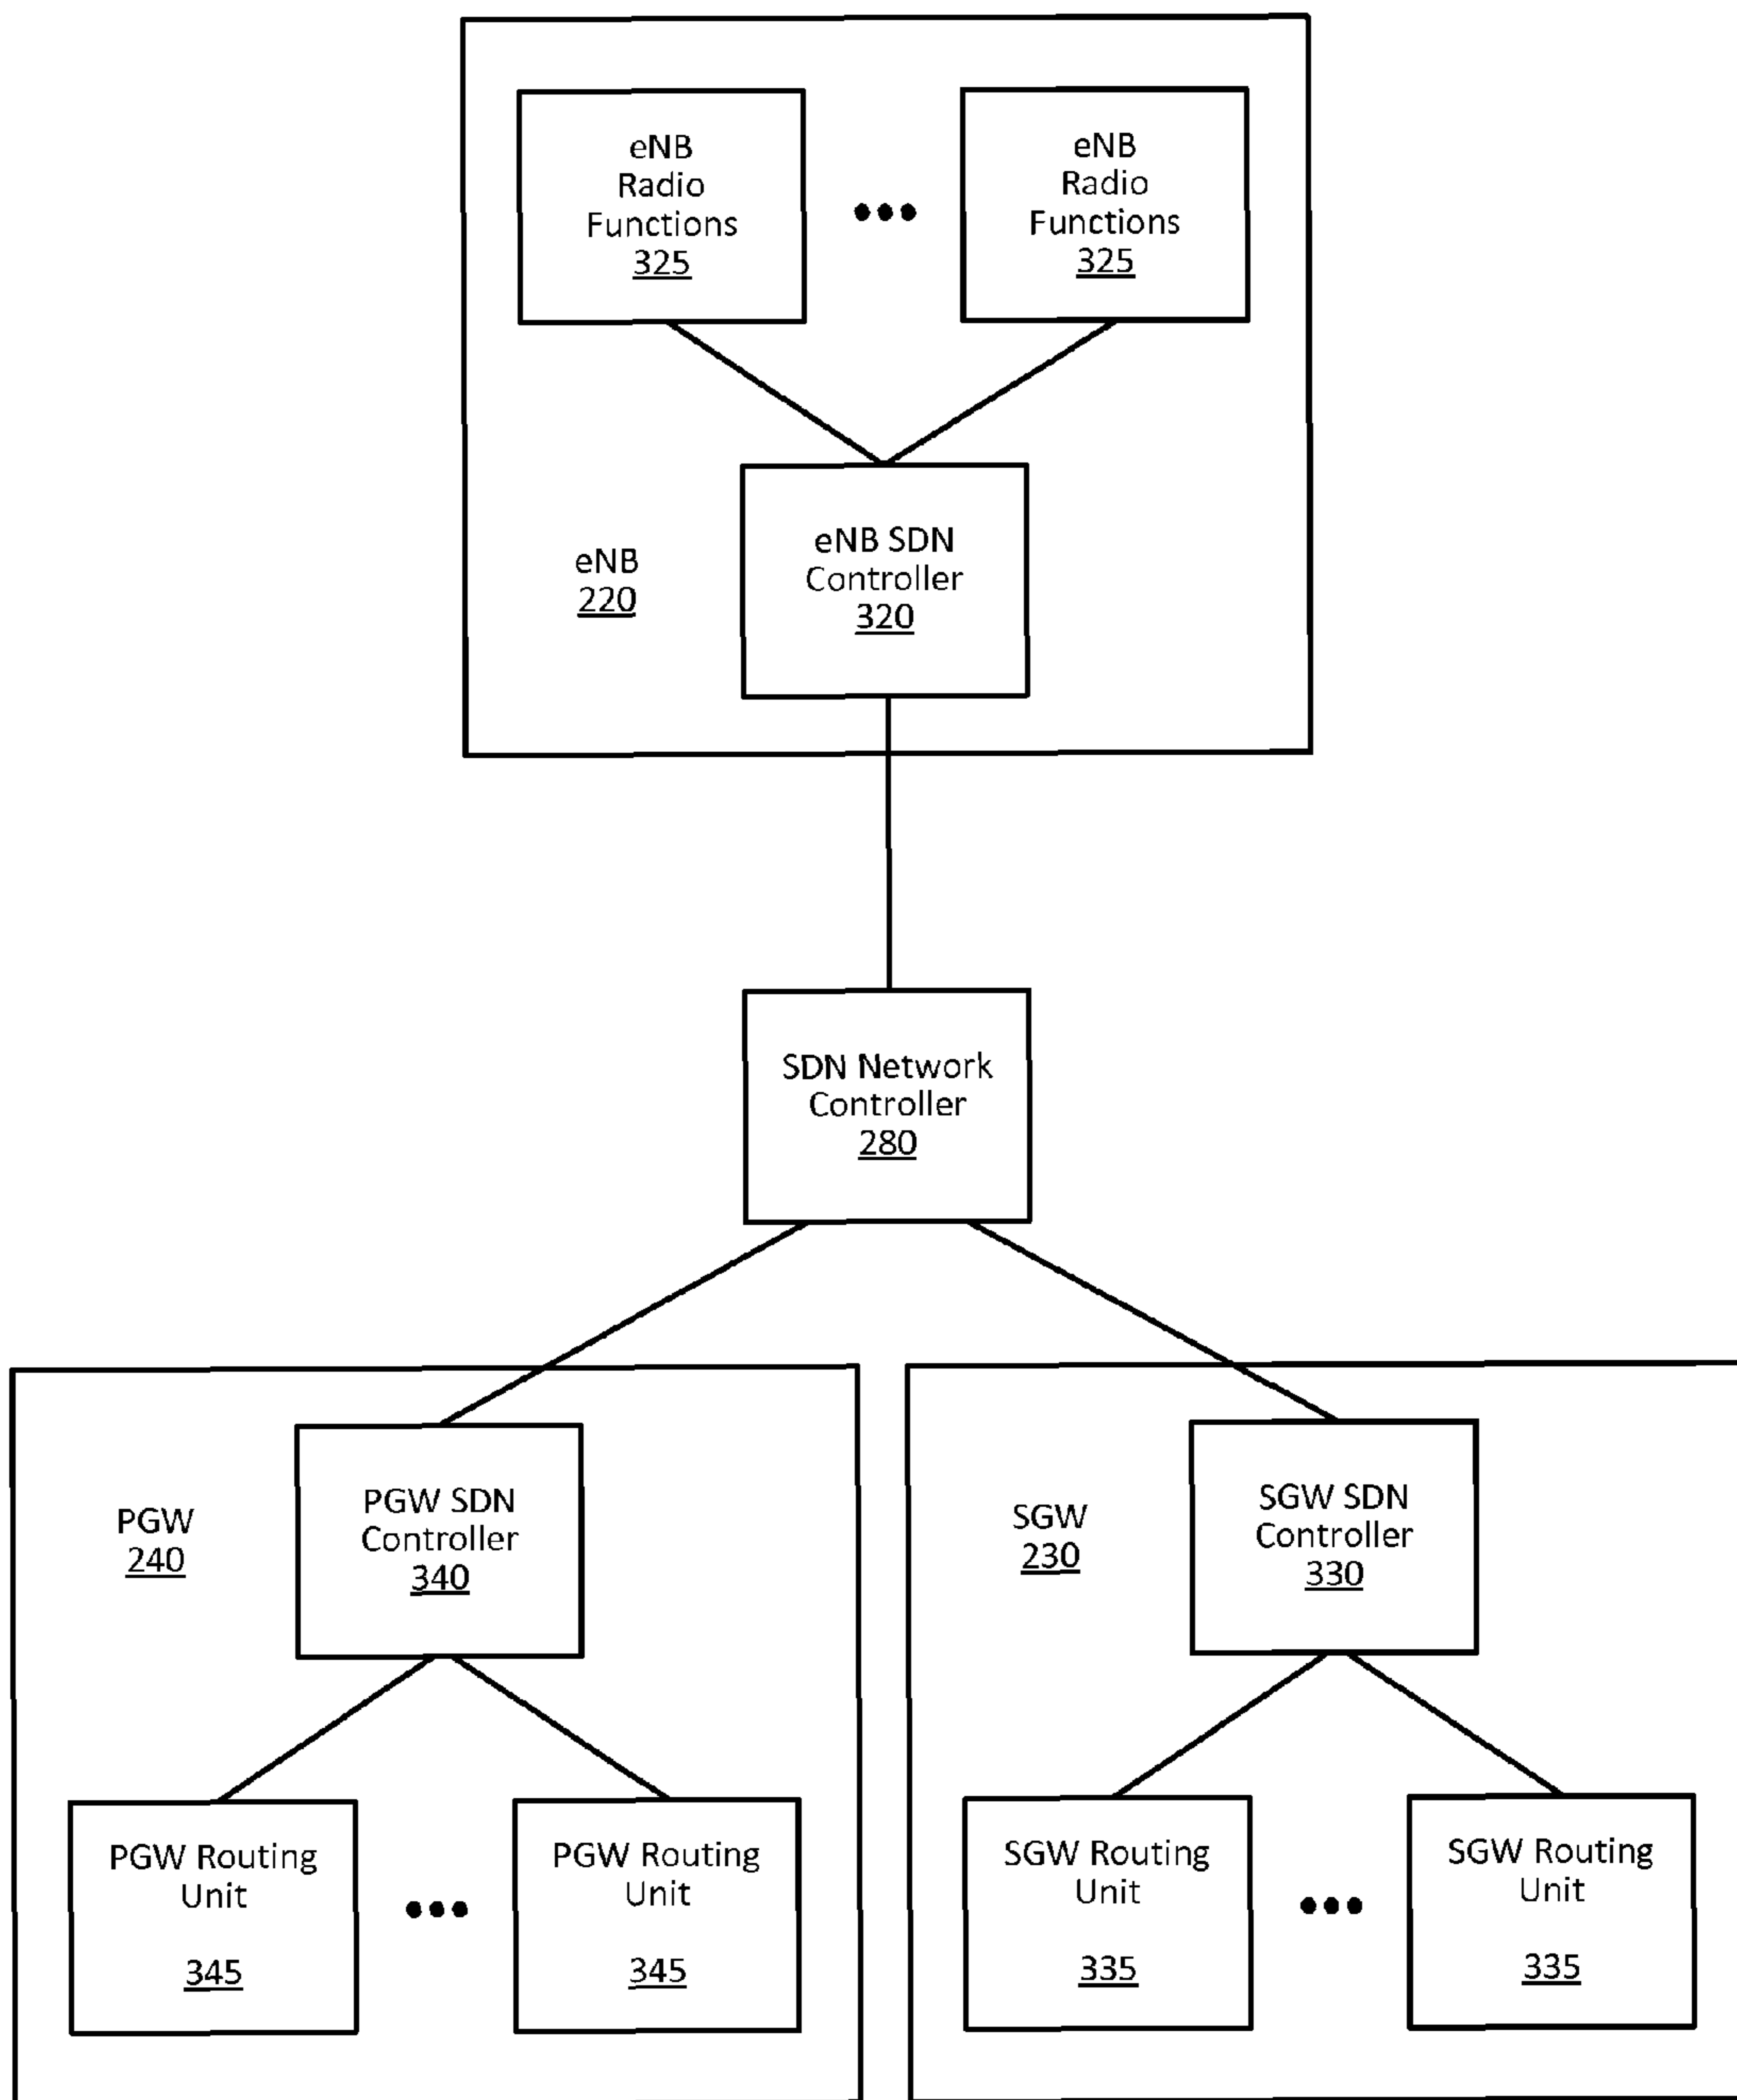 eNB
Radio
Functions
325
eNB
Radio
Functions
325
eNB
220
eNB SDN
Controller
320
SDN Network
Controller
280
PGW
240
PGW SDN
Controller
340
PGW Routing
Unit
345
PGW Routing
Unit
345
SGW
230
SGW SDN
Controller
330
SGW Routing
Unit
335
SGW Routing
Unit
335